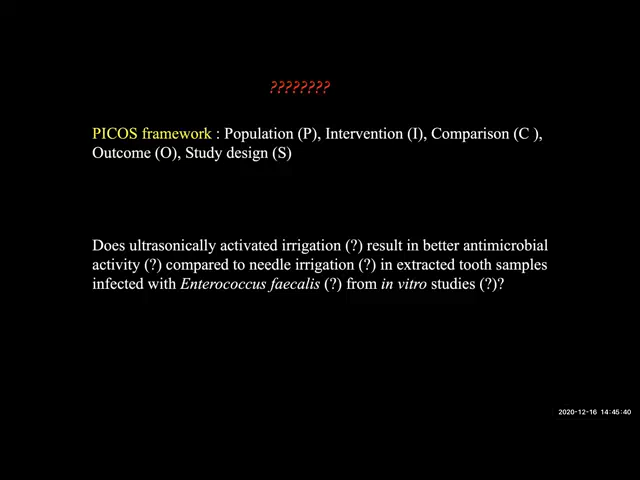 ????????
PICOS framework : Population (P), Intervention (I), Comparison (C ),
Outcome (O), Study design (S)
Does ultrasonically activated irrigation (?) result in better antimicrobial
activity (?) compared to needle irrigation (?) in extracted tooth samples
infected with Enterococcus faecalis (?) from in vitro studies (?)?
2020-12-16 14:45:40